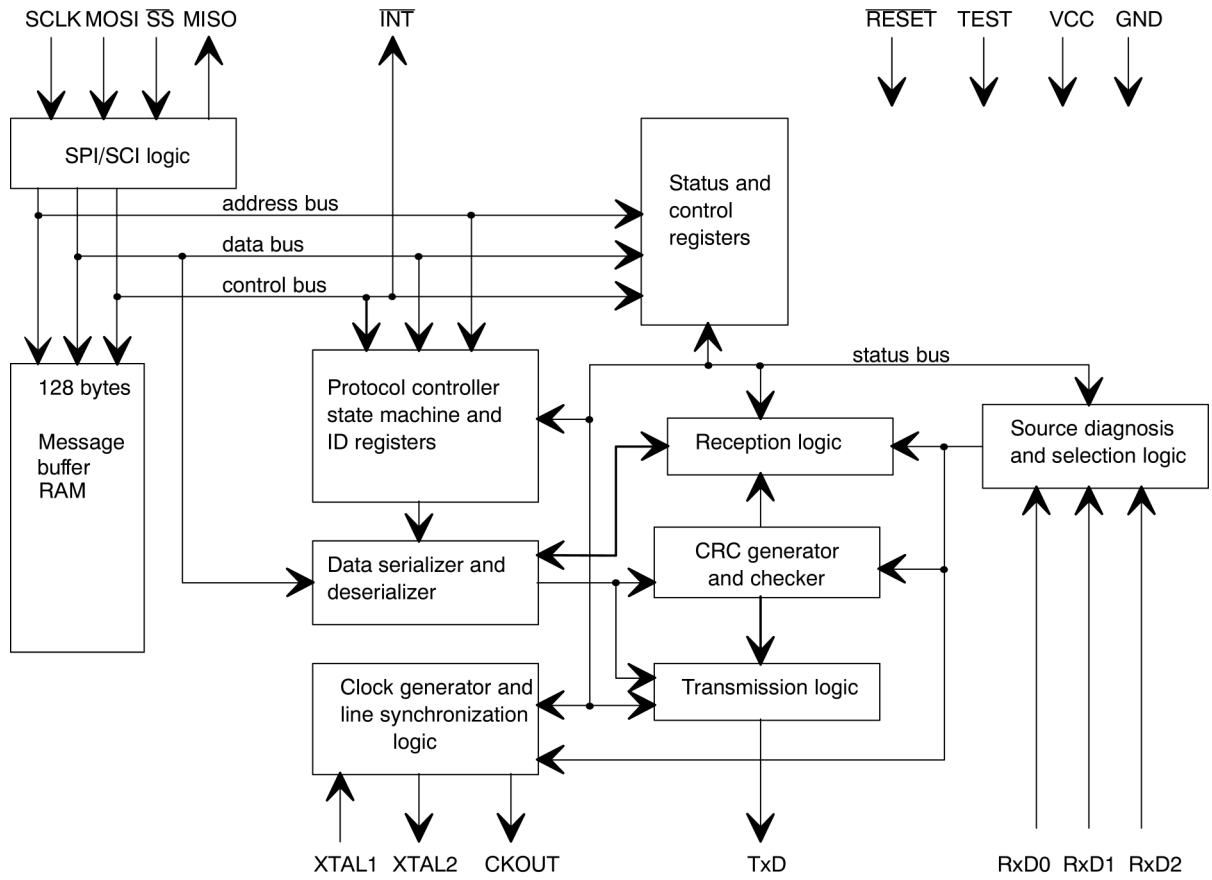 SCLK MOSI SS MISO INT RESET TEST VCC GND
SPI/SCI logic
Status and
control
registers
address bus
data bus
control bus
status bus
128 bytes
Message
buffer
RAM
Protocol controller
state machine and
ID registers
Reception logic
Source diagnosis
and selection logic
Data serializer and
deserializer
CRC generator
and checker
Clock generator and
line synchronization
logic
Transmission logic
XTAL1 XTAL2 CKOUT TxD RxD0 RxD1 RxD2